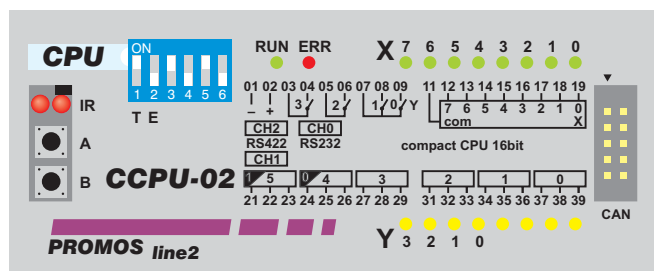 RUN ERR
X 7 6 5 4 3 2 1 0
CPU
ON
1 2 3 4 5 6
T E
IR
A
B
01 02 03 04 05 06 07 08 09
– +
3 2 1 0 Y
11 12 13 14 15 16 17 18 19
7 6 5 4 3 2 1 0
com X
CH2 CH0
RS422 RS232
CH1
compact CPU 16bit
CCPU-02
1 5 0 4 3 2 1 0
21 22 23 24 25 26 27 28 29 31 32 33 34 35 36 37 38 39
CAN
Y 3 2 1 0
PROMOS line2